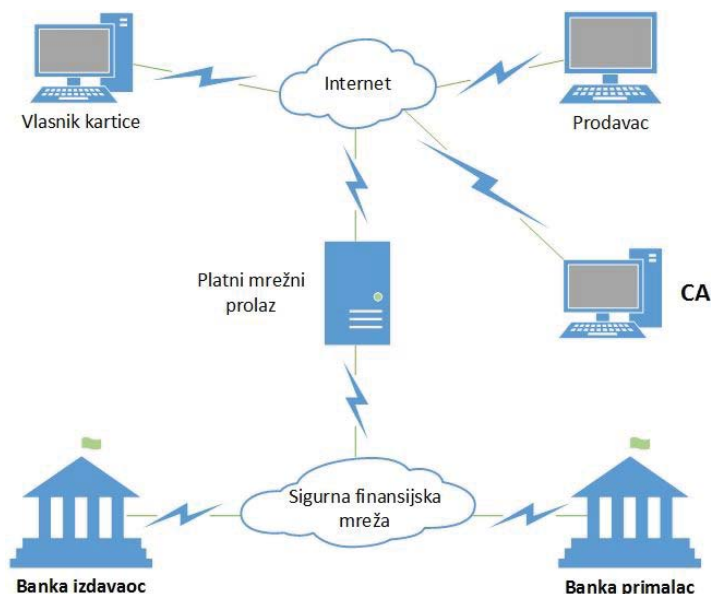 Internet
Vlasnik kartice
Prodavac
Platni mrežni
prolaz
CA
Sigurna finansijska
mreža
Banka izdavaoc
Banka primalac